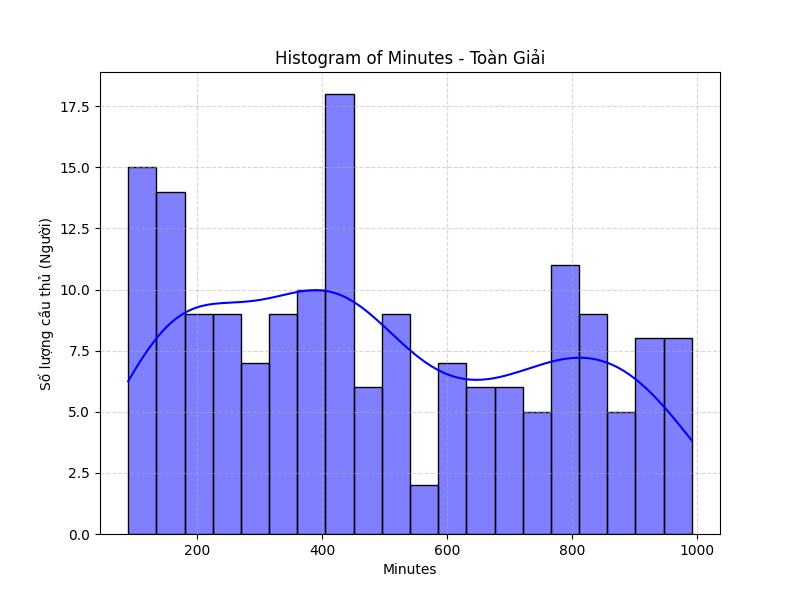 Histogram of Minutes - Toàn Giải
17.5
15.0
12.5
10.0
7.5
5.0
2.5
0.0
Số lượng cầu thủ (Người)
200 400 600 800 1000
Minutes